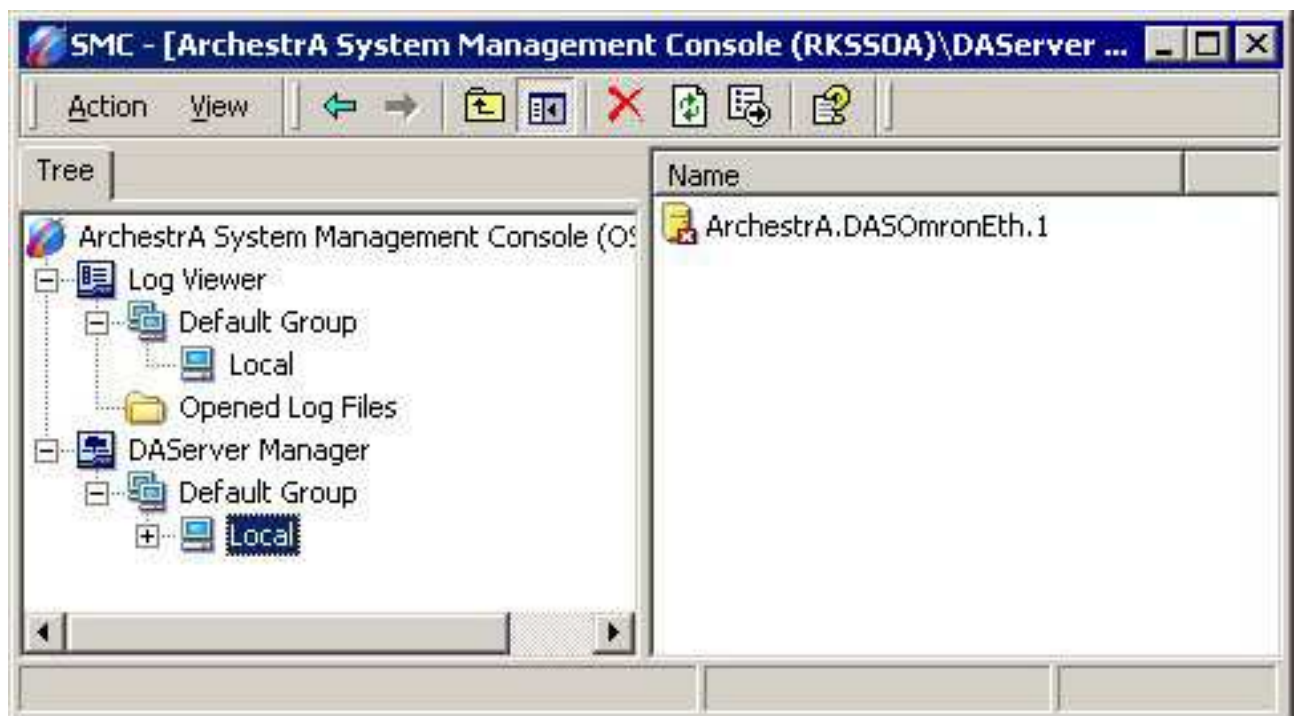 SMC - [ArchestrA System Management Console (RKSSOA)\DAServer ...
Action View
Tree
Name
ArchestrA System Management Console (OS
ArchestrA.DASOmronEth.1
Log Viewer
Default Group
Local
Opened Log Files
DAServer Manager
Default Group
Local